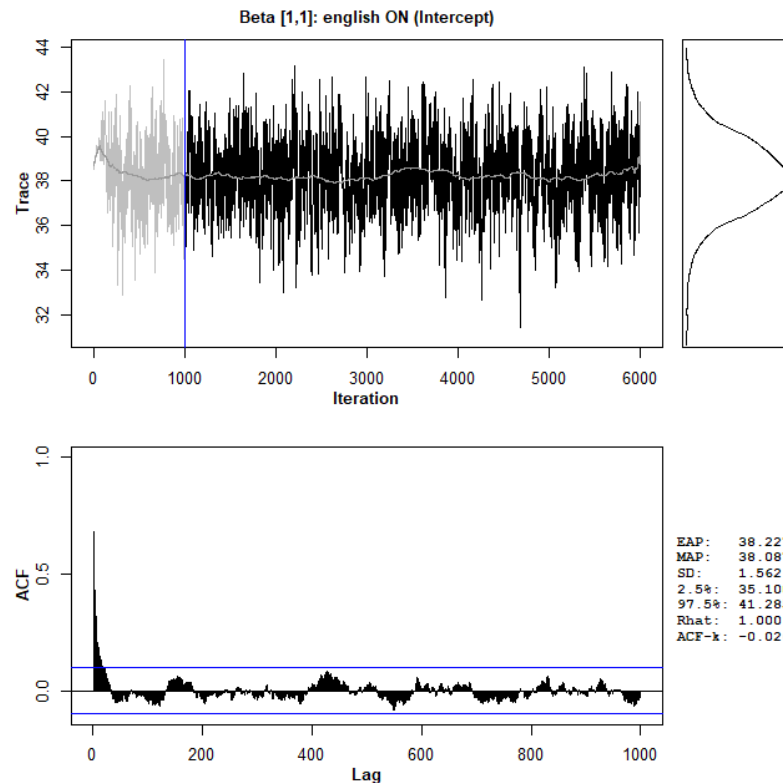 Beta [1,1]: english ON (Intercept)
44
42
40
38
36
34
32
Trace
0 1000 2000 3000 4000 5000 6000
Iteration
1.0
0.5
0.0
ACF
0 200 400 600 800 1000
Lag
EAP: 38.22
MAP: 38.08
SD: 1.562
2.5%: 35.10
97.5%: 41.28
Rhat: 1.000
ACF-k: -0.02